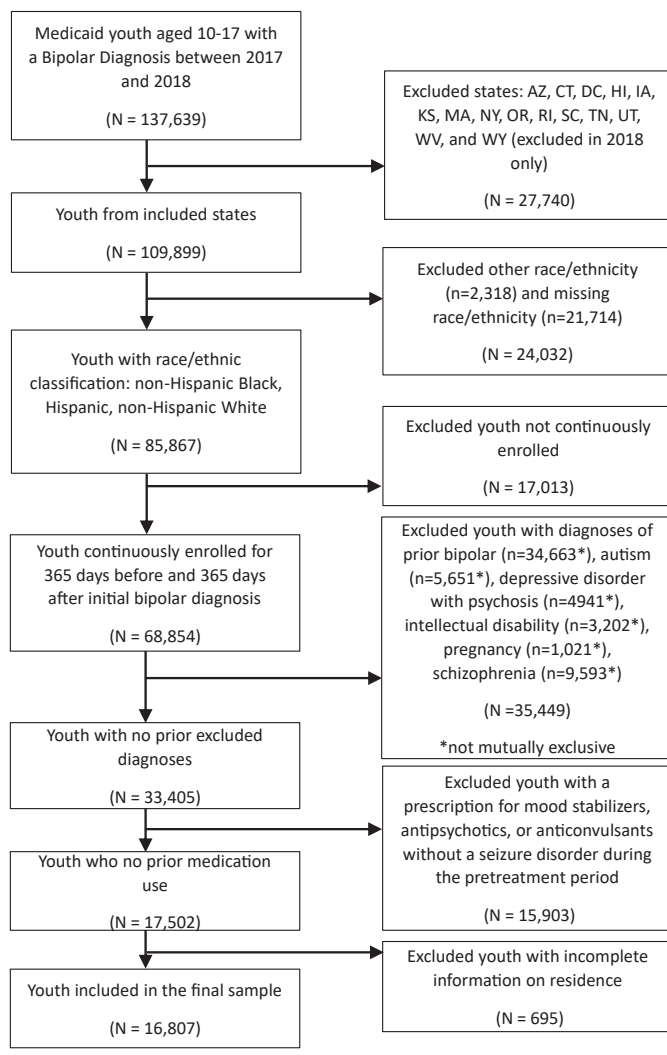 Medicaid youth aged 10-17 with
a Bipolar Diagnosis between 2017
and 2018
(N = 137,639)
Excluded states: AZ, CT, DC, HI, IA,
KS, MA, NY, OR, RI, SC, TN, UT,
WV, and WY (excluded in 2018
only)
(N = 27,740)
Youth from included states
(N = 109,899)
Excluded other race/ethnicity
(n=2,318) and missing
race/ethnicity (n=21,714)
(N = 24,032)
Youth with race/ethnic
classification: non-Hispanic Black,
Hispanic, non-Hispanic White
(N = 85,867)
Excluded youth not continuously
enrolled
(N = 17,013)
Youth continuously enrolled for
365 days before and 365 days
after initial bipolar diagnosis
(N = 68,854)
Excluded youth with diagnoses of
prior bipolar (n=34,663*), autism
(n=5,651*), depressive disorder
with psychosis (n=4941*),
intellectual disability (n=3,202*),
pregnancy (n=1,021*),
schizophrenia (n=9,593*)
(N =35,449)
*not mutually exclusive
Youth with no prior excluded
diagnoses
(N = 33,405)
Excluded youth with a
prescription for mood stabilizers,
antipsychotics, or anticonvulsants
without a seizure disorder during
the pretreatment period
(N = 15,903)
Youth who no prior medication
use
(N = 17,502)
Excluded youth with incomplete
information on residence
(N = 695)
Youth included in the final sample
(N = 16,807)